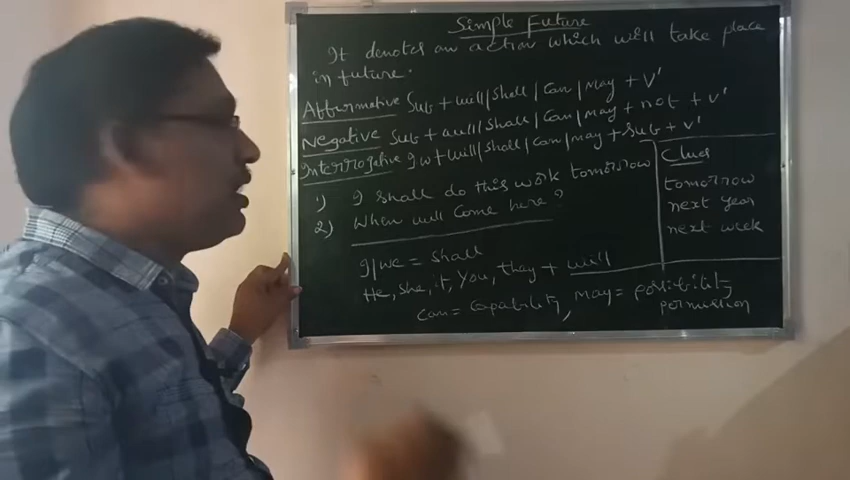 Simple Future
It denotes an action which will take place
in future.
Affirmative Sub + will/shall/can/may + V'
Negative Sub + will/shall/can/may + not + V'
Interrogative Iw + will/shall/can/may + sub + V'
1) I shall do this work tomorrow
2) When will come here?
Clues
tomorrow
next year
next week
I/we = shall
He, she, it, you, they + will
can = capability, may = possibility
permission